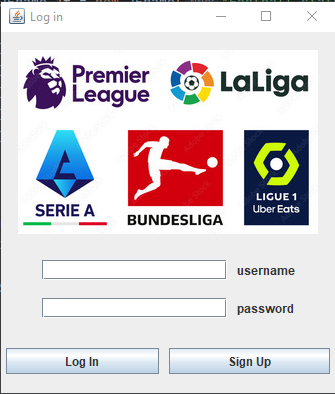 Log in
Premier
League
LaLiga
SERIE A
BUNDESLIGA
LIGUE 1
Uber Eats
username
password
Log In
Sign Up